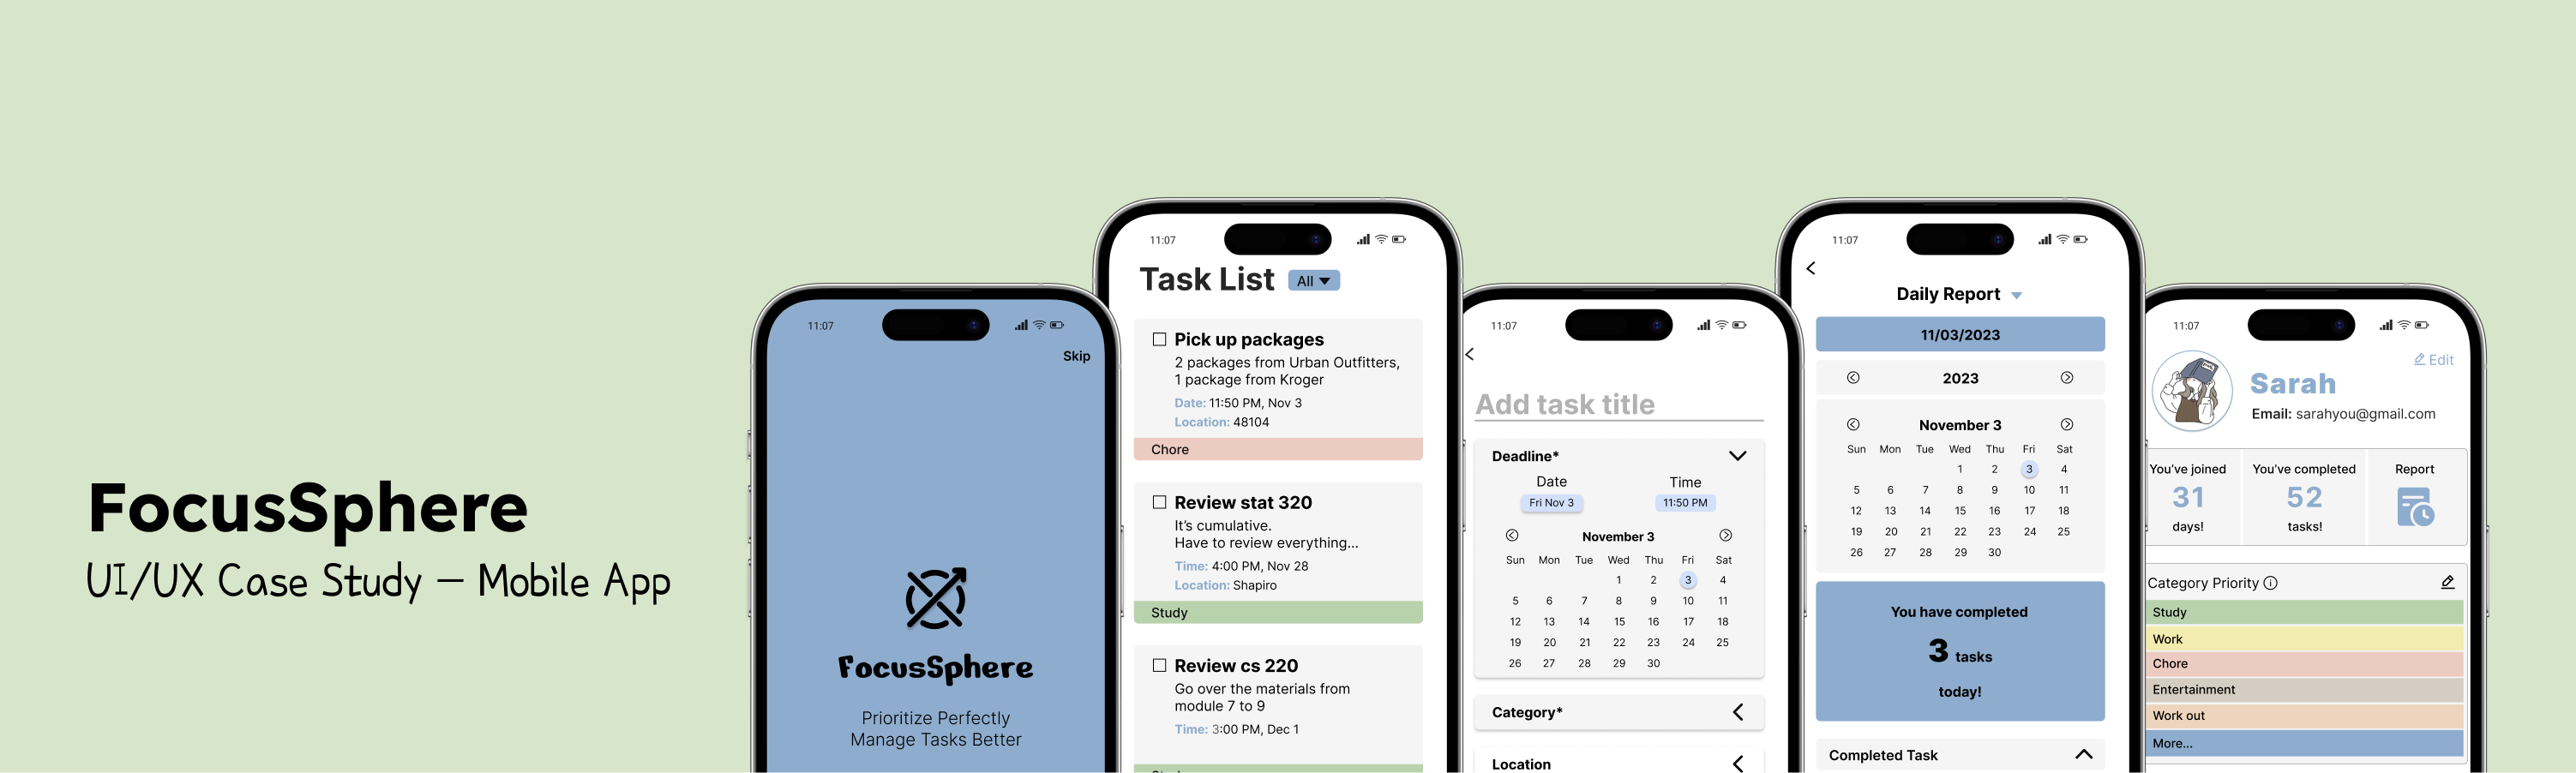 FocusSphere
UI/UX Case Study – Mobile App
11:07
Skip
FocusSphere
Prioritize Perfectly
Manage Tasks Better
11:07
Task List All
Pick up packages
2 packages from Urban Outfitters,
1 package from Kroger
Date: 11:50 PM, Nov 3
Location: 48104
Chore
Review stat 320
It's cumulative.
Have to review everything...
Time: 4:00 PM, Nov 28
Location: Shapiro
Study
Review cs 220
Go over the materials from
module 7 to 9
Time: 3:00 PM, Dec 1
11:07
Add task title
Deadline*
Date Time
Fri Nov 3 11:50 PM
November 3
Sun Mon Tue Wed Thu Fri Sat
1 2 3 4
5 6 7 8 9 10 11
12 13 14 15 16 17 18
19 20 21 22 23 24 25
26 27 28 29 30
Category*
Location
11:07
Daily Report
11/03/2023
2023
November 3
Sun Mon Tue Wed Thu Fri Sat
1 2 3 4
5 6 7 8 9 10 11
12 13 14 15 16 17 18
19 20 21 22 23 24 25
26 27 28 29 30
You have completed
3 tasks
today!
Completed Task
11:07
Edit
Sarah
Email: sarahyou@gmail.com
You've joined
31
days!
You've completed
52
tasks!
Report
Category Priority
Study
Work
Chore
Entertainment
Work out
More...